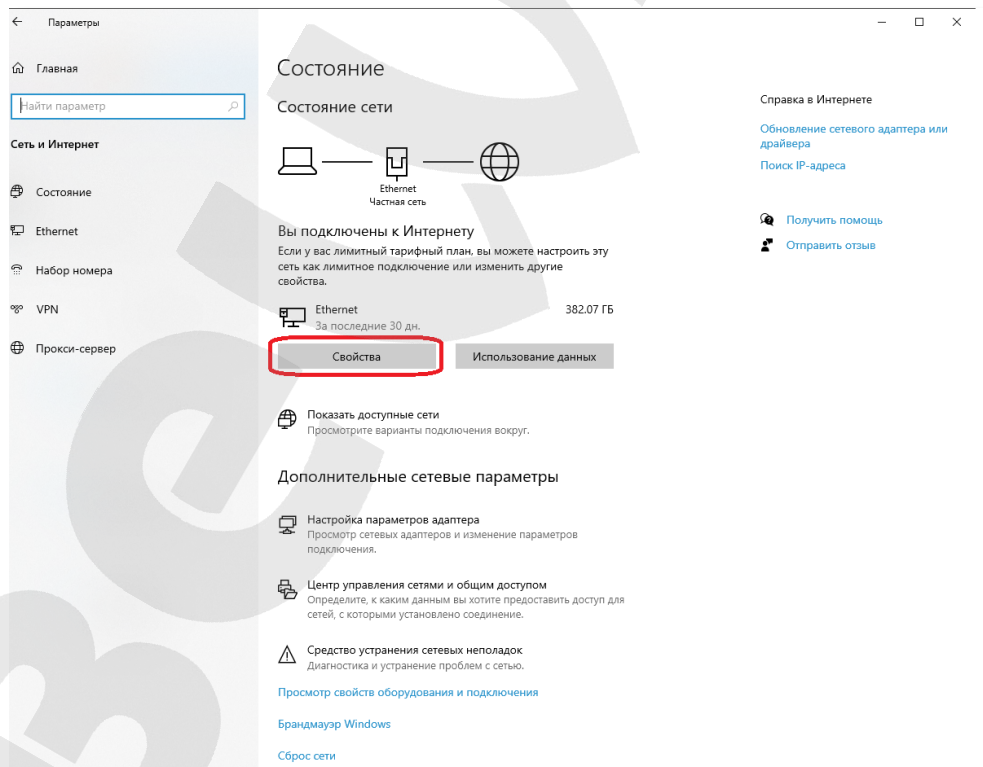 Параметры
Главная
Найти параметр
Сеть и Интернет
Состояние
Ethernet
Набор номера
VPN
Прокси-сервер
Состояние
Состояние сети
Ethernet
Частная сеть
Вы подключены к Интернету
Если у вас лимитный тарифный план, вы можете настроить эту
сеть как лимитное подключение или изменить другие
свойства.
Ethernet
382.07 ГБ
За последние 30 дн.
Свойства
Использование данных
Показать доступные сети
Просмотрите варианты подключения вокруг.
Дополнительные сетевые параметры
Настройка параметров адаптера
Просмотр сетевых адаптеров и изменение параметров
подключения.
Центр управления сетями и общим доступом
Определите, к каким данным вы хотите предоставить доступ для
сетей, с которыми установлено соединение.
Средство устранения сетевых неполадок
Диагностика и устранение проблем с сетью.
Просмотр свойств оборудования и подключения
Брандмауэр Windows
Сброс сети
Справка в Интернете
Обновление сетевого адаптера или
драйвера
Поиск IP-адреса
Получить помощь
Отправить отзыв